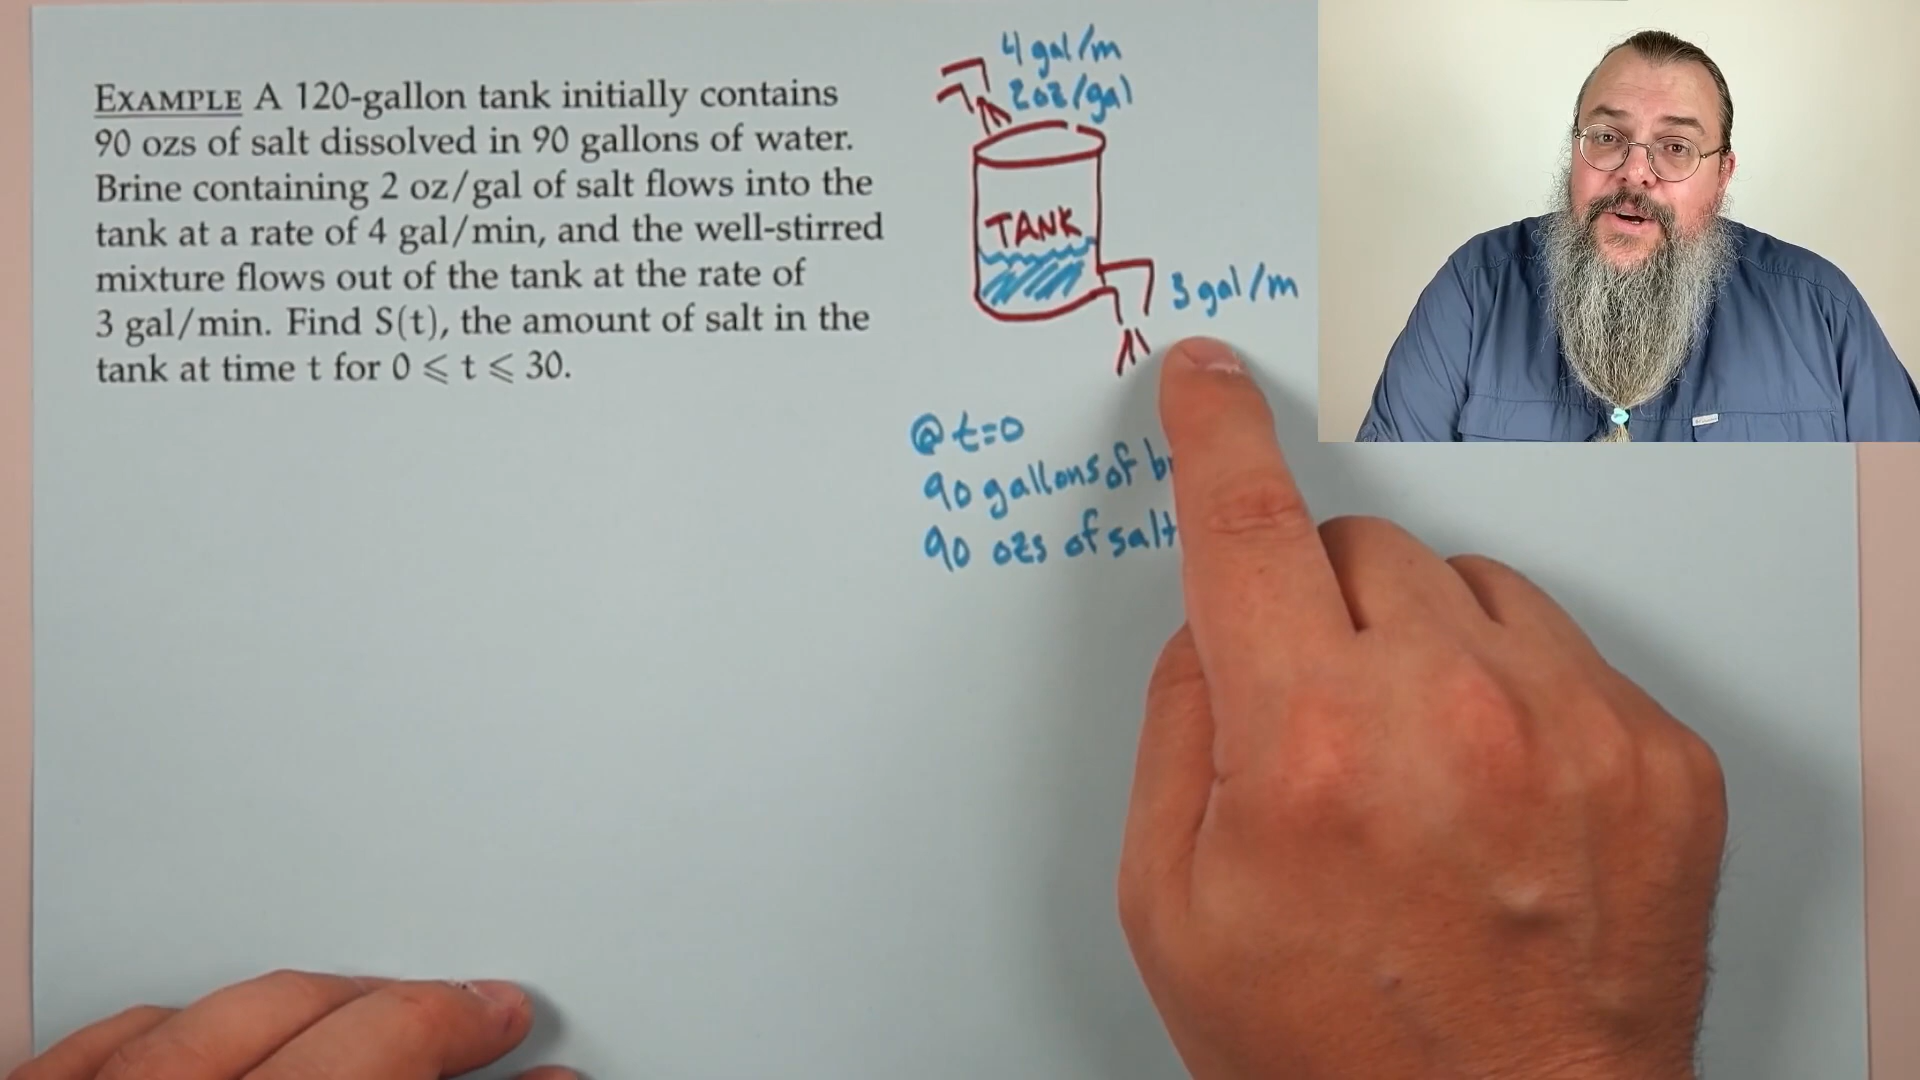 EXAMPLE A 120-gallon tank initially contains
90 ozs of salt dissolved in 90 gallons of water.
Brine containing 2 oz/gal of salt flows into the
tank at a rate of 4 gal/min, and the well-stirred
mixture flows out of the tank at the rate of
3 gal/min. Find S(t), the amount of salt in the
tank at time t for 0 ⩽ t ⩽ 30.
4 gal/m
2oz/gal
TANK
3 gal/m
@ t=0
90 gallons of
90 ozs of salt